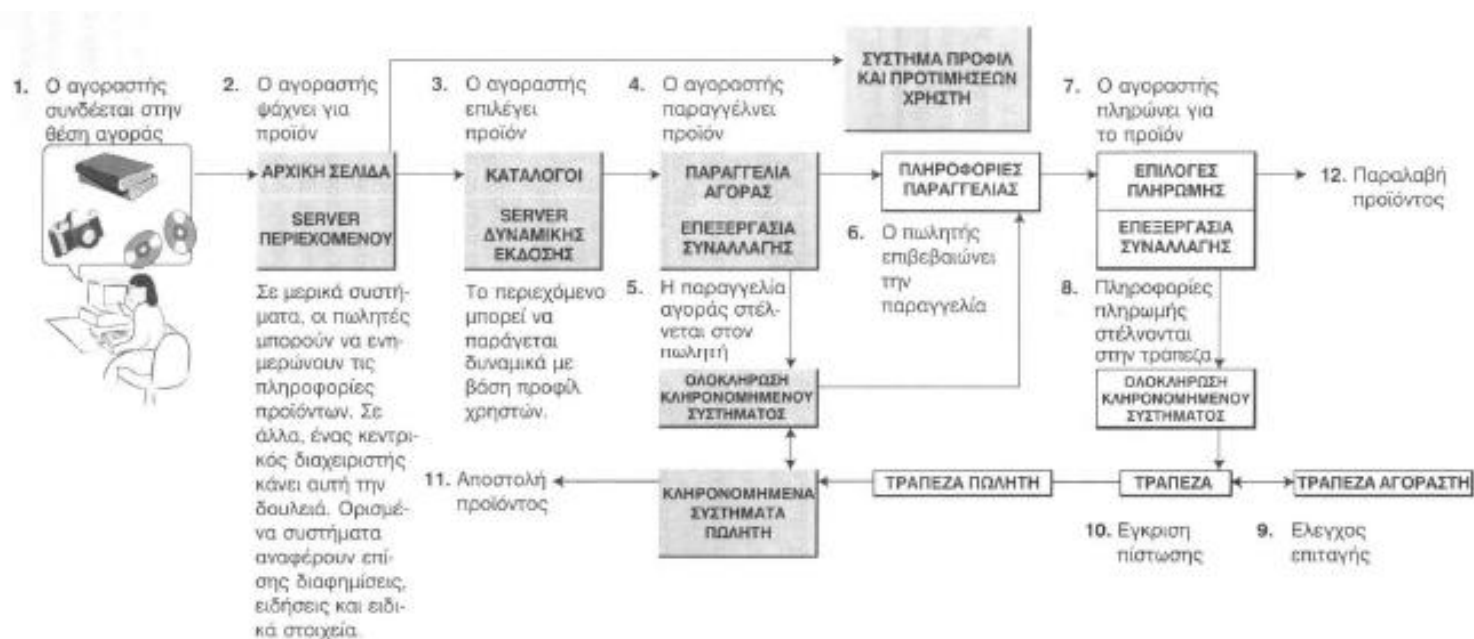 ΣΥΣΤΗΜΑ ΠΡΟΦΙΛ
ΚΑΙ ΠΡΟΤΙΜΗΣΕΩΝ
ΧΡΗΣΤΗ
1. Ο αγοραστής
συνδέεται στην
θέση αγοράς
2. Ο αγοραστής
ψάχνει για
προϊόν
3. Ο αγοραστής
επιλέγει
προϊόν
4. Ο αγοραστής
παραγγέλνει
προϊόν
7. Ο αγοραστής
πληρώνει για
το προϊόν
ΑΡΧΙΚΗ ΣΕΛΙΔΑ
SERVER
ΠΕΡΙΕΧΟΜΕΝΟΥ
ΚΑΤΑΛΟΓΟΙ
SERVER
ΔΥΝΑΜΙΚΗΣ
ΕΚΔΟΣΗΣ
ΠΑΡΑΓΓΕΛΙΑ
ΑΓΟΡΑΣ
ΕΠΕΞΕΡΓΑΣΙΑ
ΣΥΝΑΛΛΑΓΗΣ
ΠΛΗΡΟΦΟΡΙΕΣ
ΠΑΡΑΓΓΕΛΙΑΣ
ΕΠΙΛΟΓΕΣ
ΠΛΗΡΩΜΗΣ
ΕΠΕΞΕΡΓΑΣΙΑ
ΣΥΝΑΛΛΑΓΗΣ
12. Παραλαβή
προϊόντος
Σε μερικά συστή-
ματα, οι πωλητές
μπορούν να ενη-
μερώνουν τις
πληροφορίες
προϊόντων. Σε
άλλα, ένας κεντρι-
κός διαχειριστής
κάνει αυτή την
δουλειά. Ορισμέ-
να συστήματα
αναφέρουν επί-
σης διαφημίσεις,
ειδήσεις και ειδι-
κά στοιχεία.
Το περιεχόμενο
μπορεί να
παράγεται
δυναμικά με
βάση προφίλ
χρηστών.
5. Η παραγγελία
αγοράς στέλ-
νεται στον
πωλητή
6. Ο πωλητής
επιβεβαιώνει
την
παραγγελία
8. Πληροφορίες
πληρωμής
στέλνονται
στην τράπεζα
ΟΛΟΚΛΗΡΩΣΗ
ΚΛΗΡΟΝΟΜΗΜΕΝΟΥ
ΣΥΣΤΗΜΑΤΟΣ
ΟΛΟΚΛΗΡΩΣΗ
ΚΛΗΡΟΝΟΜΗΜΕΝΟΥ
ΣΥΣΤΗΜΑΤΟΣ
11. Αποστολή
προϊόντος
ΚΛΗΡΟΝΟΜΗΜΕΝΑ
ΣΥΣΤΗΜΑΤΑ
ΠΩΛΗΤΗ
ΤΡΑΠΕΖΑ ΠΩΛΗΤΗ
ΤΡΑΠΕΖΑ
ΤΡΑΠΕΖΑ ΑΓΟΡΑΣΤΗ
10. Εγκριση
πίστωσης
9. Ελεγχος
επιταγής